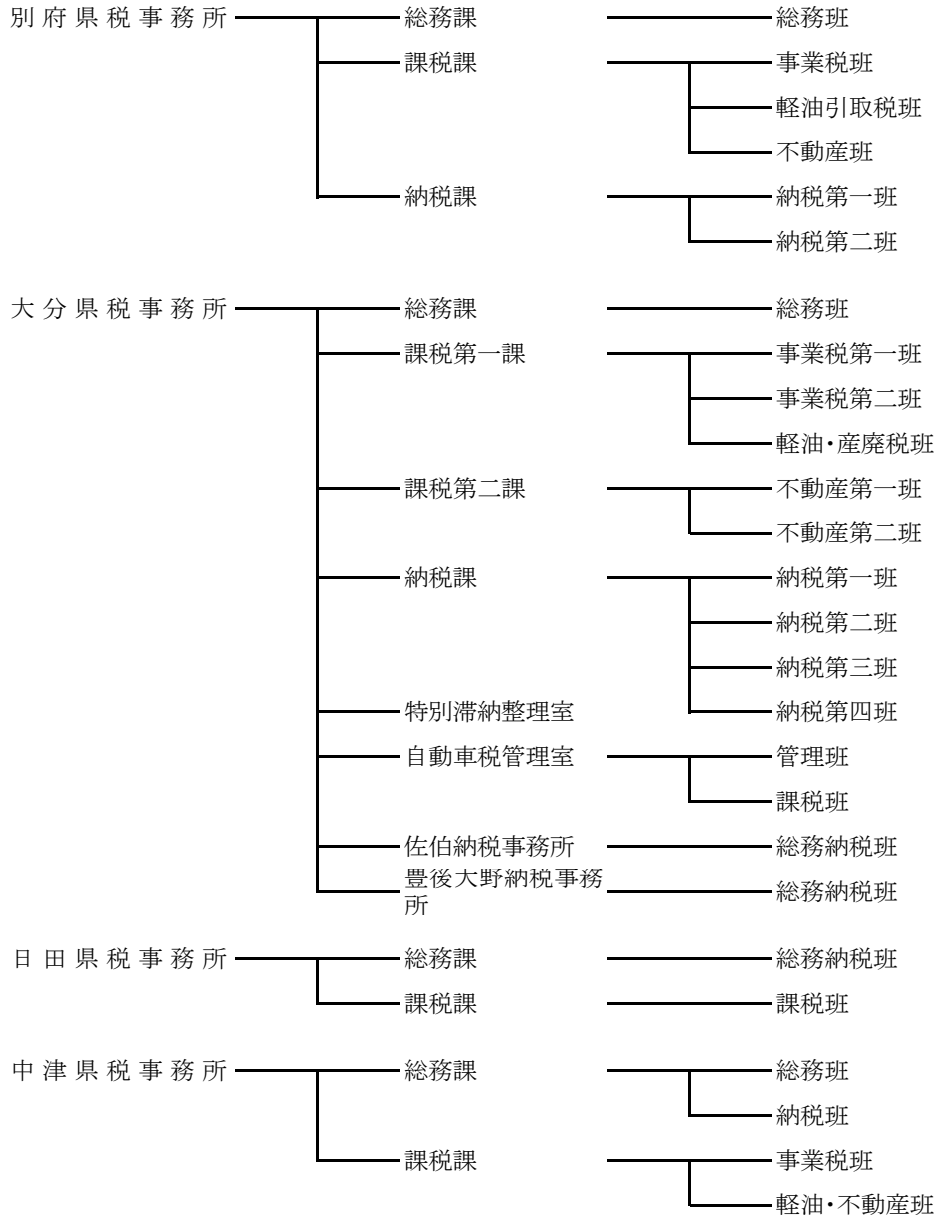 別府県税事務所 総務課 総務班
課税課 事業税班
軽油引取税班
不動産班
納税課 納税第一班
納税第二班
大分県税事務所 総務課 総務班
課税第一課 事業税第一班
事業税第二班
軽油・産廃税班
課税第二課 不動産第一班
不動産第二班
納税課 納税第一班
納税第二班
納税第三班
特別滞納整理室 納税第四班
自動車税管理室 管理班
課税班
佐伯納税事務所 総務納税班
豊後大野納税事務
所 総務納税班
日田県税事務所 総務課 総務納税班
課税課 課税班
中津県税事務所 総務課 総務班
納税班
課税課 事業税班
軽油・不動産班